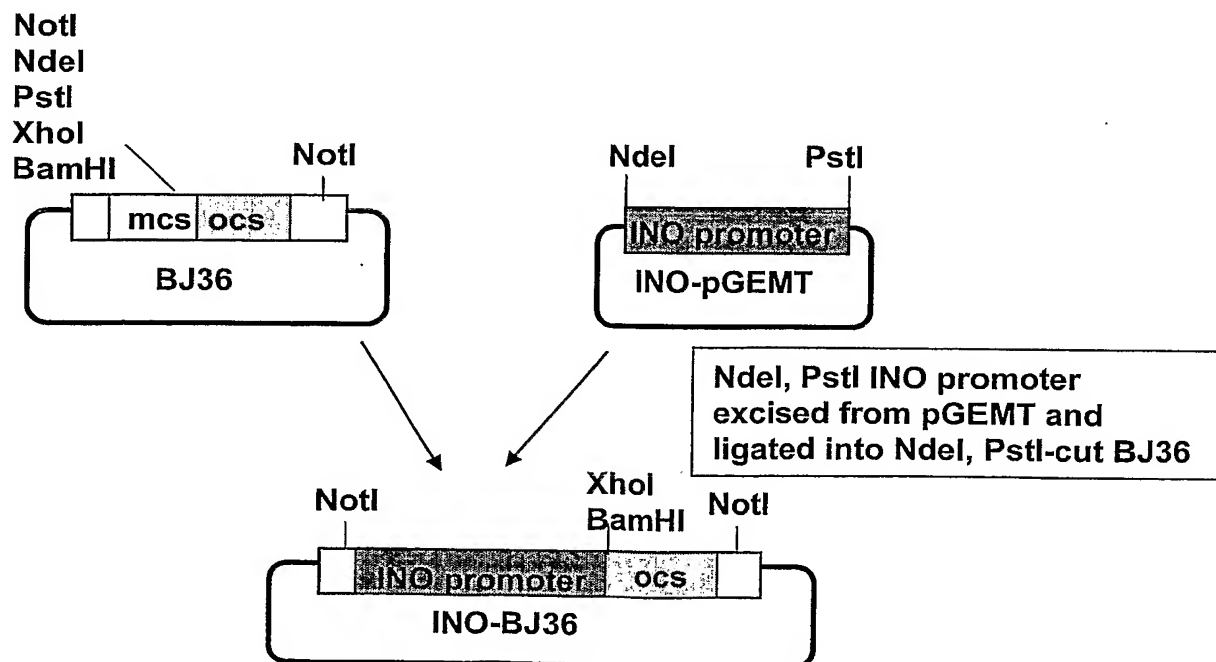 NotI
NdeI
PstI
XhoI
BamHI
NotI
mcs ocs
BJ36
NdeI PstI
INO promoter
INO-pGEMT
NdeI, PstI INO promoter
excised from pGEMT and
ligated into NdeI, PstI-cut BJ36
NotI
XhoI
BamHI
NotI
INO promoter ocs
INO-BJ36